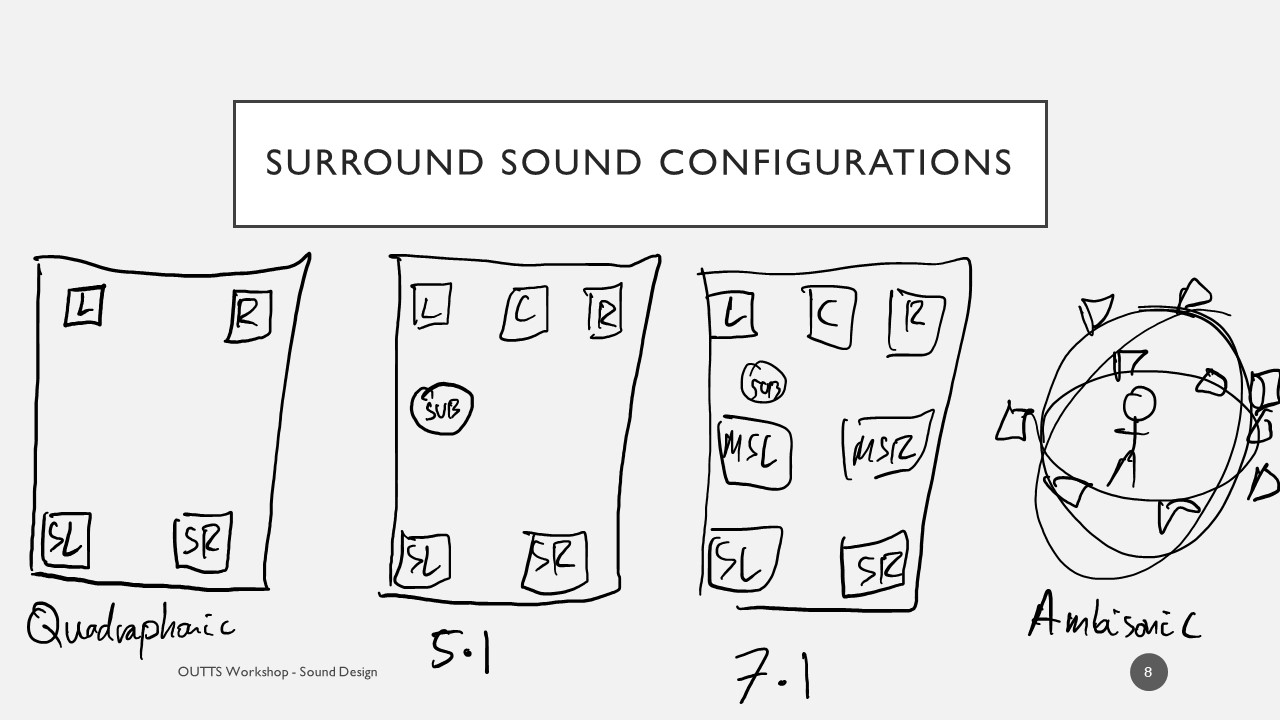 SURROUND SOUND CONFIGURATIONS
L R
SL SR
Quadraphonic
L C R
SUB
SL SR
5.1
L C R
SUB
MSL MSR
SL SR
7.1
Ambisonic
OUTTS Workshop - Sound Design
8